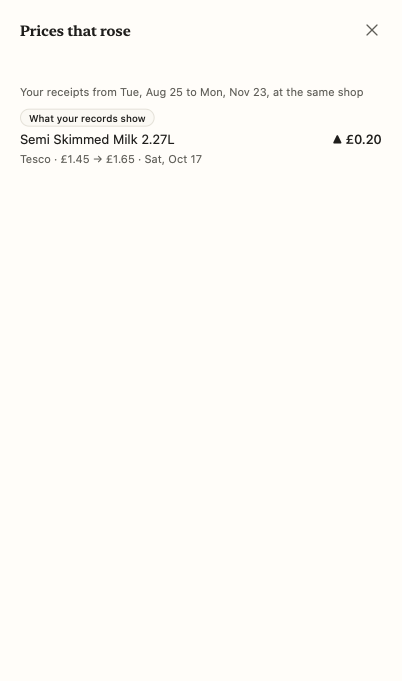 Prices that rose
Your receipts from Tue, Aug 25 to Mon, Nov 23, at the same shop
What your records show
Semi Skimmed Milk 2.27L ▲ £0.20
Tesco · £1.45 → £1.65 · Sat, Oct 17